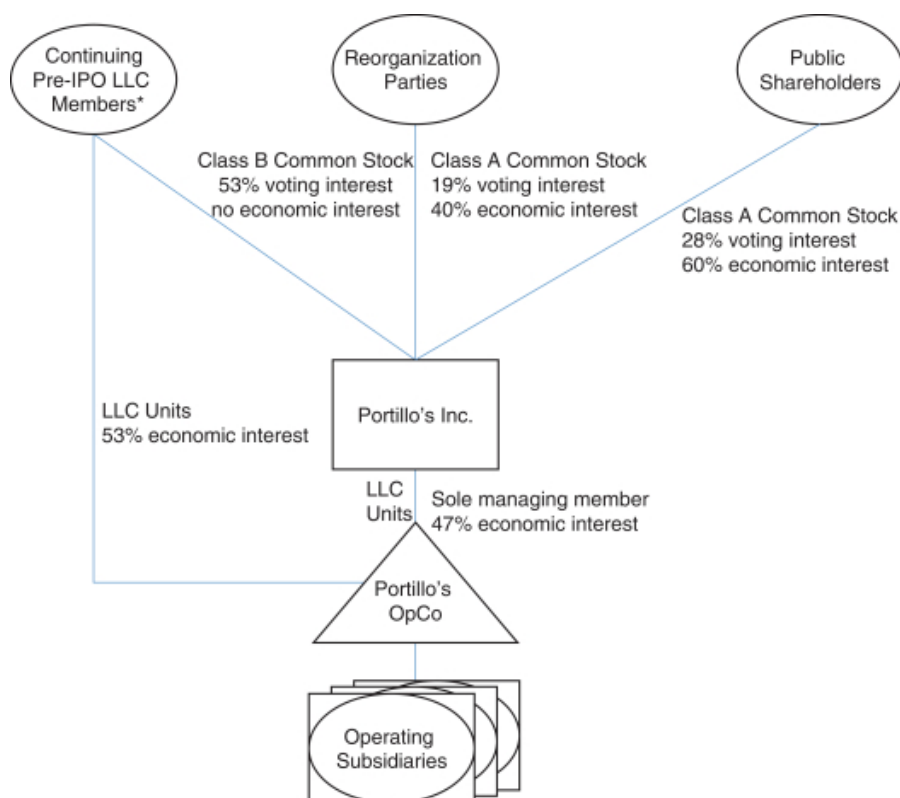 Continuing
Pre-IPO LLC
Members*
Reorganization
Parties
Public
Shareholders
Class B Common Stock
53% voting interest
no economic interest
Class A Common Stock
19% voting interest
40% economic interest
Class A Common Stock
28% voting interest
60% economic interest
Portillo's Inc.
LLC Units
53% economic interest
LLC
Units
Sole managing member
47% economic interest
Portillo's
OpCo
Operating
Subsidiaries